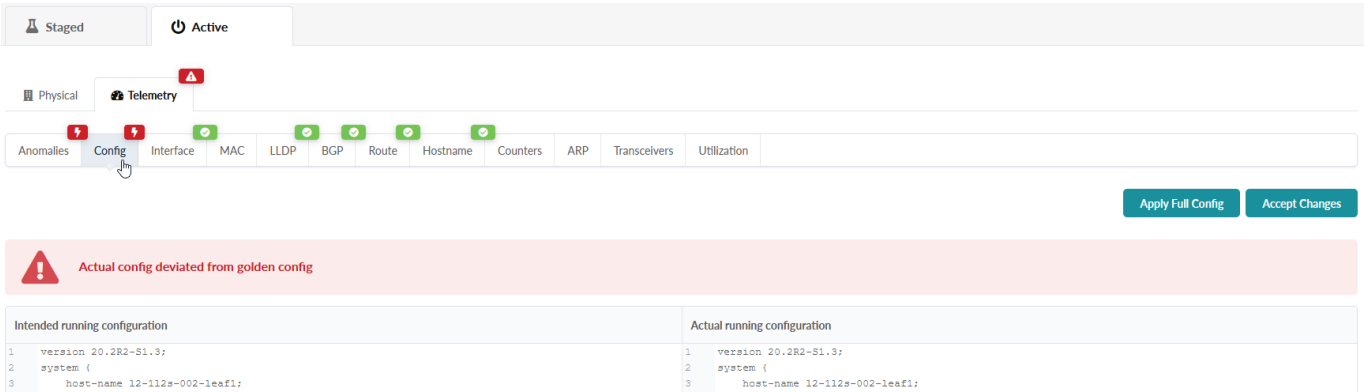 Staged
Active
Physical
Telemetry
Anomalies Config Interface MAC LLDP BGP Route Hostname Counters ARP Transceivers Utilization
Apply Full Config Accept Changes
Actual config deviated from golden config
Intended running configuration
1 version 20.2R2-S1.3;
2 system {
3 host-name l2-l12s-002-leaf1;
Actual running configuration
1 version 20.2R2-S1.3;
2 system {
3 host-name l2-l12s-002-leaf1;